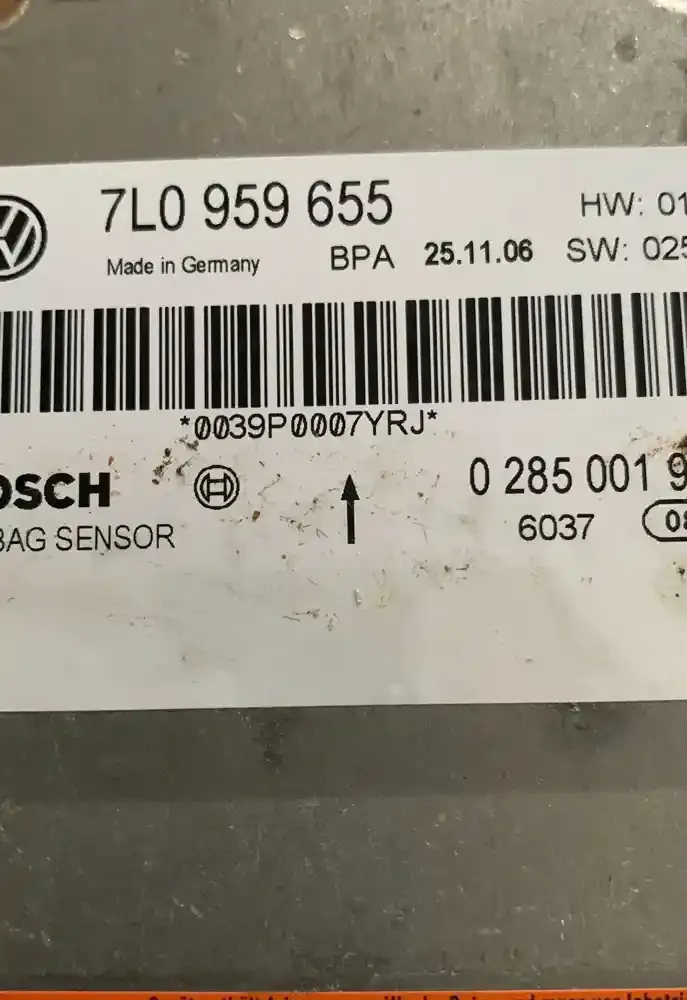 7L0 959 655 HW: 01
Made in Germany BPA 25.11.06 SW: 025
*0039P0007YRJ*
OSCH 0 285 001 9
BAG SENSOR 6037 08